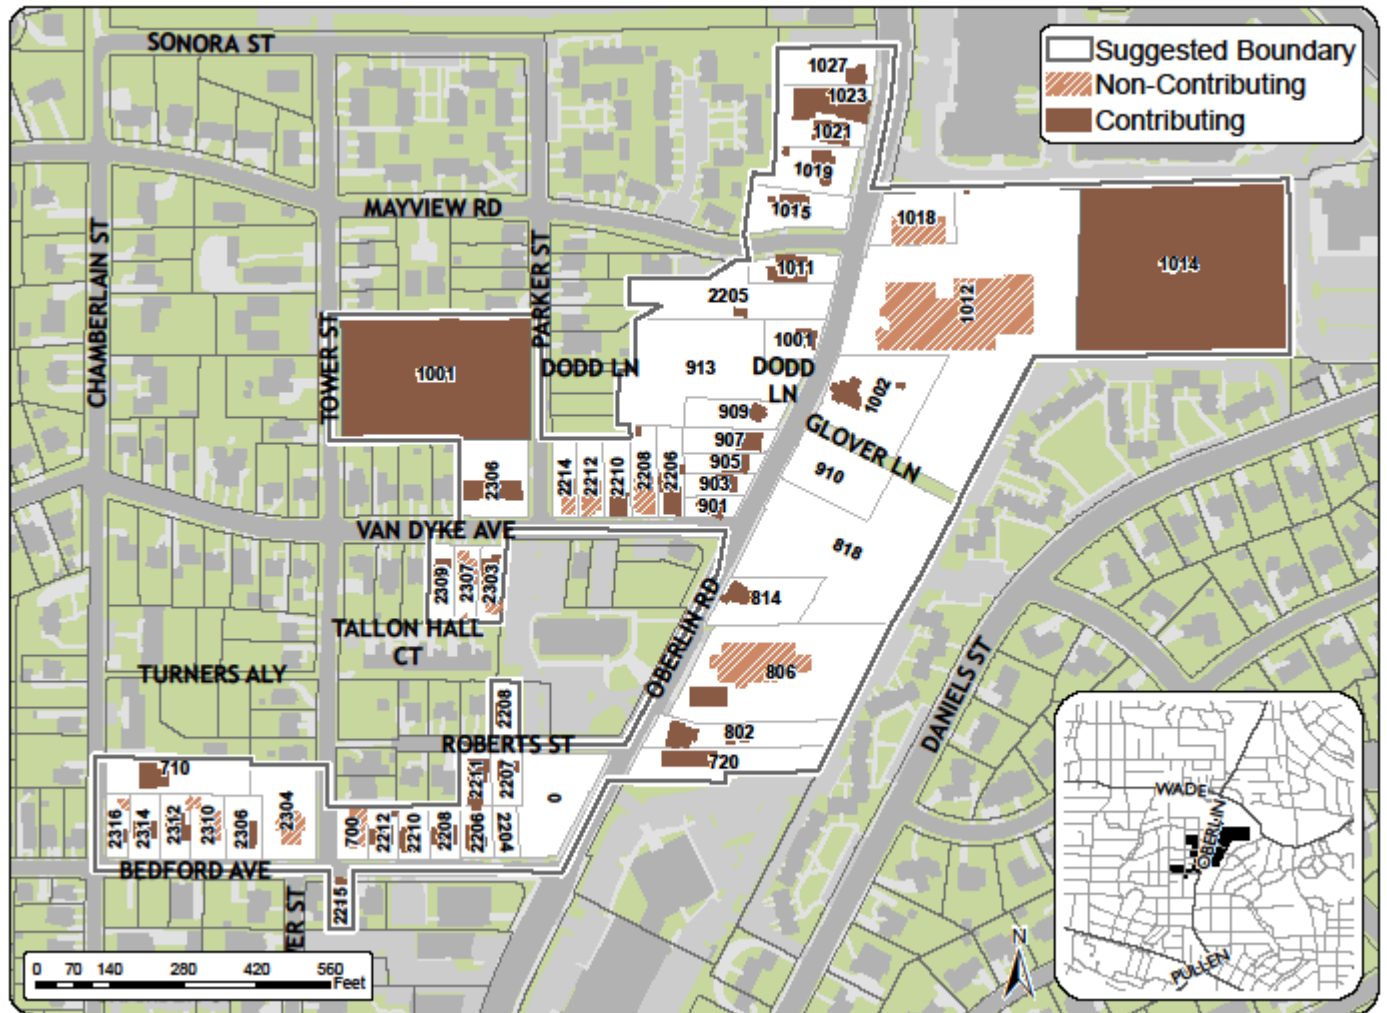 SONORA ST
Suggested Boundary
Non-Contributing
Contributing
1027
1023
1021
1019
1015
MAYVIEW RD
CHAMBERLAIN ST
TOWER ST
PARKER ST
1018
1014
1012
1011
2205
1001
1001
DODD LN
913
DODD
LN
1002
909
GLOVER LN
907
905
903
901
910
2306
2214
2212
2210
2208
2206
VAN DYKE AVE
818
2309
2307
2303
814
TALLON HALL
CT
OBERLIN RD
TURNERS ALY
806
DANIELS ST
2208
802
ROBERTS ST
720
710
2211
2207
0
2316
2314
2312
2310
2306
2304
700
2212
2210
2208
2206
2204
BEDFORD AVE
2215
VER ST
WADE
OBERLIN
PULLEN
N
0 70 140 280 420 560
Feet